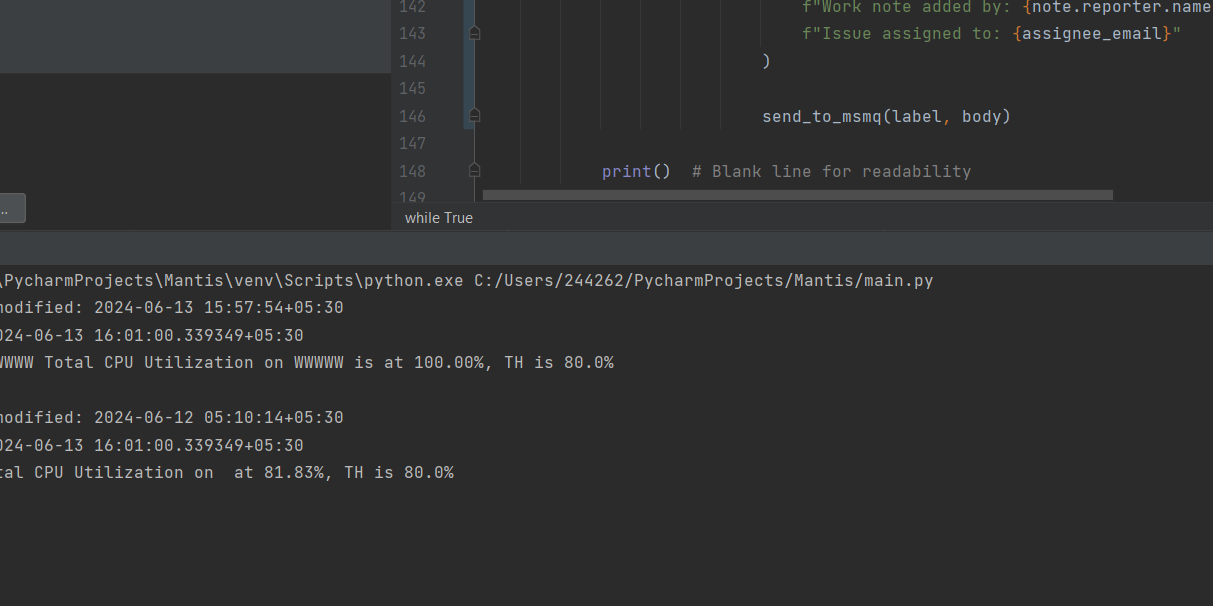 142 f"Work note added by: {note.reporter.name
143 f"Issue assigned to: {assignee_email}"
144 )
145
146 send_to_msmq(label, body)
147
148 print() # Blank line for readability
149
...
while True
\PycharmProjects\Mantis\venv\Scripts\python.exe C:/Users/244262/PycharmProjects/Mantis/main.py
modified: 2024-06-13 15:57:54+05:30
024-06-13 16:01:00.339349+05:30
WWWW Total CPU Utilization on WWWWW is at 100.00%, TH is 80.0%
modified: 2024-06-12 05:10:14+05:30
024-06-13 16:01:00.339349+05:30
tal CPU Utilization on  at 81.83%, TH is 80.0%